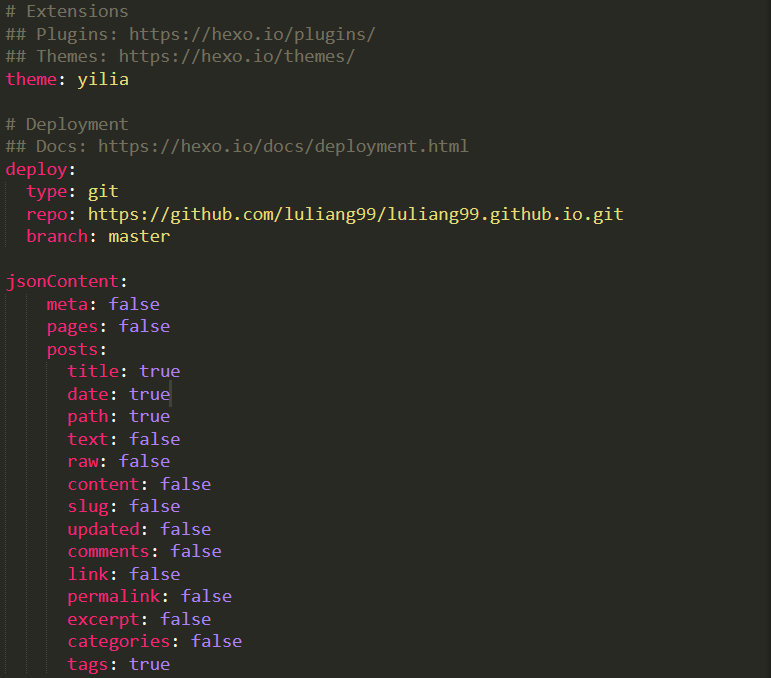 # Extensions
## Plugins: https://hexo.io/plugins/
## Themes: https://hexo.io/themes/
theme: yilia

# Deployment
## Docs: https://hexo.io/docs/deployment.html
deploy:
  type: git
  repo: https://github.com/luliang99/luliang99.github.io.git
  branch: master

jsonContent:
    meta: false
    pages: false
    posts:
      title: true
      date: true
      path: true
      text: false
      raw: false
      content: false
      slug: false
      updated: false
      comments: false
      link: false
      permalink: false
      excerpt: false
      categories: false
      tags: true